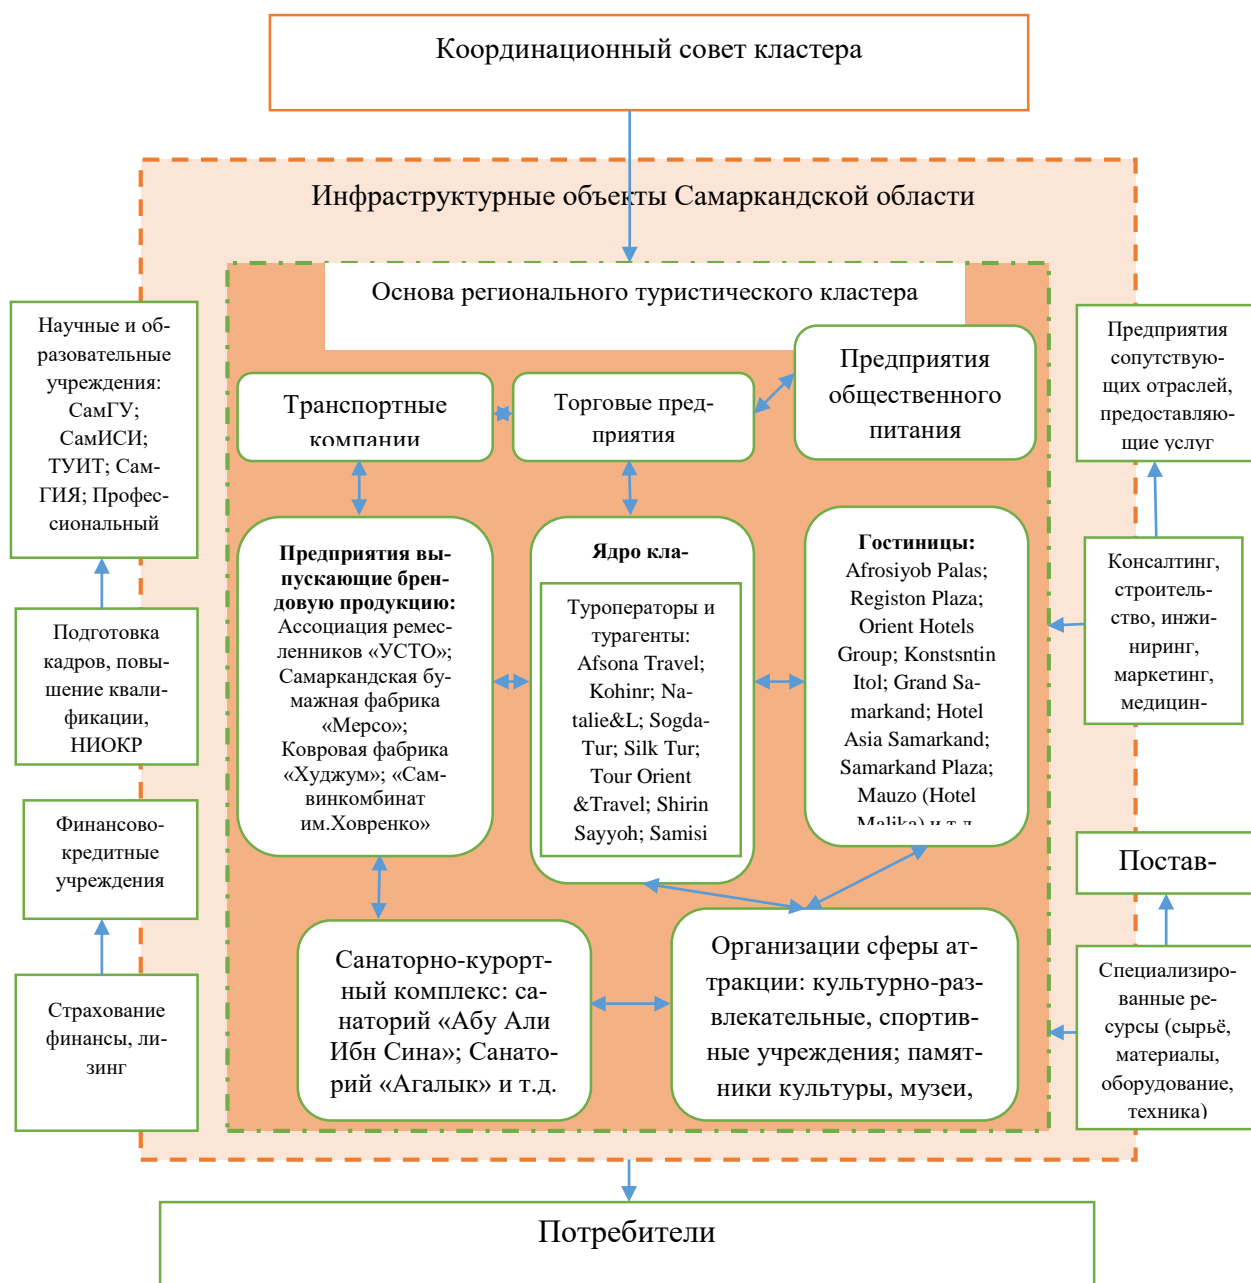 Координационный совет кластера
Инфраструктурные объекты Самаркандской области
Основа регионального туристического кластера
Научные и об-
разовательные
учреждения:
СамГУ;
СамИСИ;
ТУИТ; Сам-
ГИЯ; Профес-
сиональный
Подготовка
кадров, повы-
шение квали-
фикации,
НИОКР
Финансово-
кредитные
учреждения
Страхование
финансы, ли-
зинг
Транспортные
компании
Торговые пред-
приятия
Предприятия
общественного
питания
Предприятия вы-
пускающие брен-
довую продукцию:
Ассоциация ремес-
ленников «УСТО»;
Самаркандская бу-
мажная фабрика
«Мерсо»;
Ковровая фабрика
«Худжум»; «Сам-
винкомбинат
им.Ховренко»
Ядро кла-
Туроператоры и
турагенты:
Afsona Travel;
Kohinr; Na-
talie&L; Sogda-
Tur; Silk Tur;
Tour Orient
&Travel; Shirin
Sayyoh; Samisi
Гостиницы:
Afrosiyob Palas;
Registon Plaza;
Orient Hotels
Group; Konstsntin
Itol; Grand Sa-
markand; Hotel
Asia Samarkand;
Samarkand Plaza;
Mauzo (Hotel
Malika) и т.д.
Санаторно-курорт-
ный комплекс: са-
наторий «Абу Али
Ибн Сина»; Санато-
рий «Агалык» и т.д.
Организации сферы ат-
тракции: культурно-раз-
влекательные, спортив-
ные учреждения; памят-
ники культуры, музеи,
Предприятия
сопутствую-
щих отраслей,
предоставляю-
щие услуг
Консалтинг,
строитель-
ство, инжи-
ниринг,
маркетинг,
медицин-
Постав-
Специализиро-
ванные ре-
сурсы (сырьё,
материалы,
оборудование,
техника)
Потребители